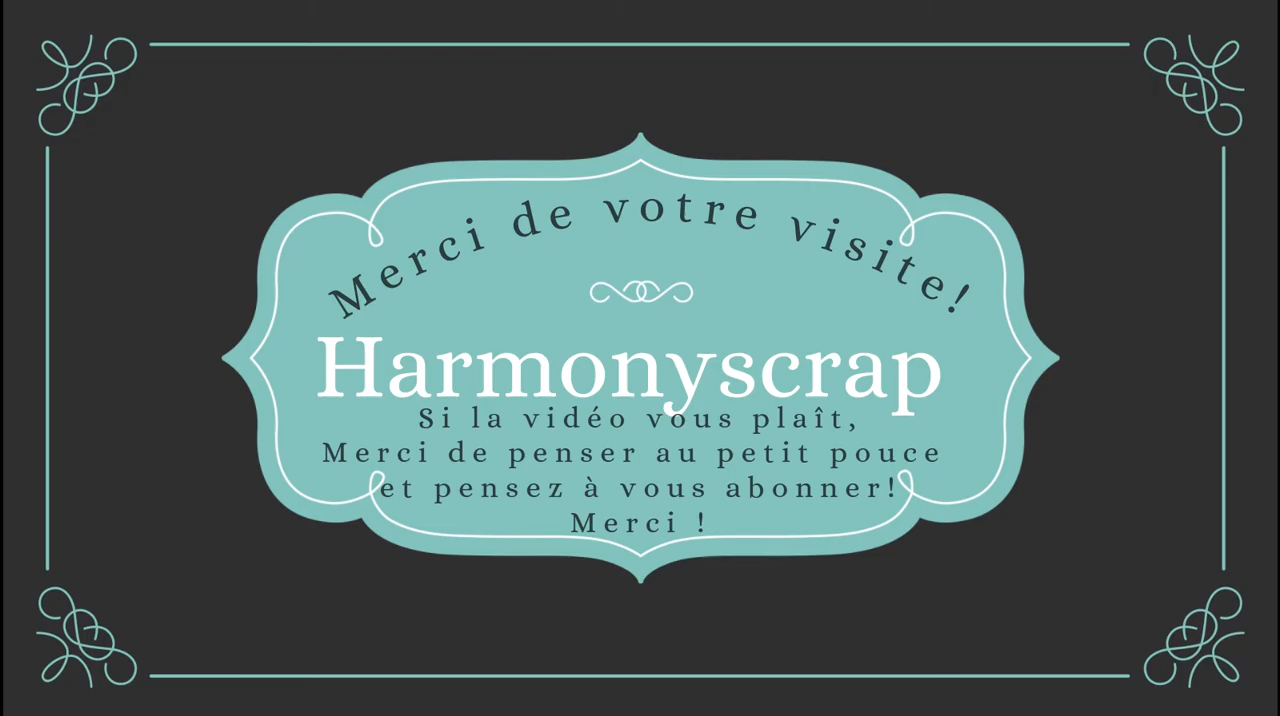 Merci de votre visite!
Harmonyscrap
Si la vidéo vous plaît,
Merci de penser au petit pouce
et pensez à vous abonner!
Merci !